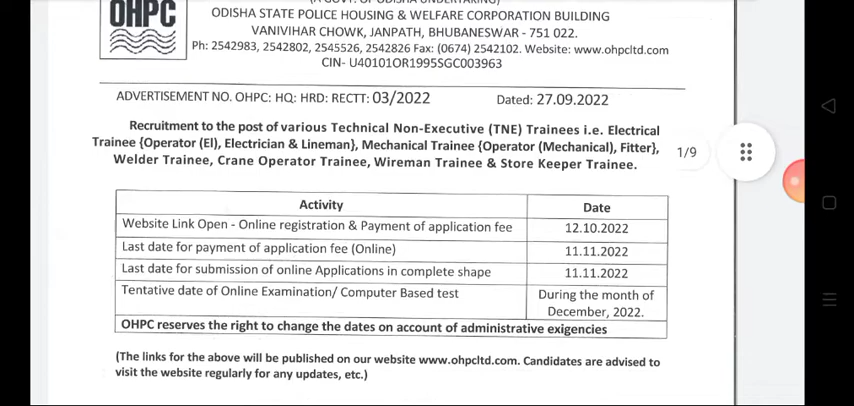 OHPC
ODISHA STATE POLICE HOUSING & WELFARE CORPORATION BUILDING
VANIVIHAR CHOWK, JANPATH, BHUBANESWAR - 751 022.
Ph: 2542983, 2542802, 2545526, 2542826 Fax: (0674) 2542102. Website: www.ohpcltd.com
CIN- U40101OR1995SGC003963
ADVERTISEMENT NO. OHPC: HQ: HRD: RECTT: 03/2022 Dated: 27.09.2022
Recruitment to the post of various Technical Non-Executive (TNE) Trainees i.e. Electrical
Trainee {Operator (El), Electrician & Lineman}, Mechanical Trainee {Operator (Mechanical), Fitter},
Welder Trainee, Crane Operator Trainee, Wireman Trainee & Store Keeper Trainee.
1/9
Activity Date
Website Link Open - Online registration & Payment of application fee 12.10.2022
Last date for payment of application fee (Online) 11.11.2022
Last date for submission of online Applications in complete shape 11.11.2022
Tentative date of Online Examination/ Computer Based test During the month of
December, 2022.
OHPC reserves the right to change the dates on account of administrative exigencies
(The links for the above will be published on our website www.ohpcltd.com. Candidates are advised to
visit the website regularly for any updates, etc.)